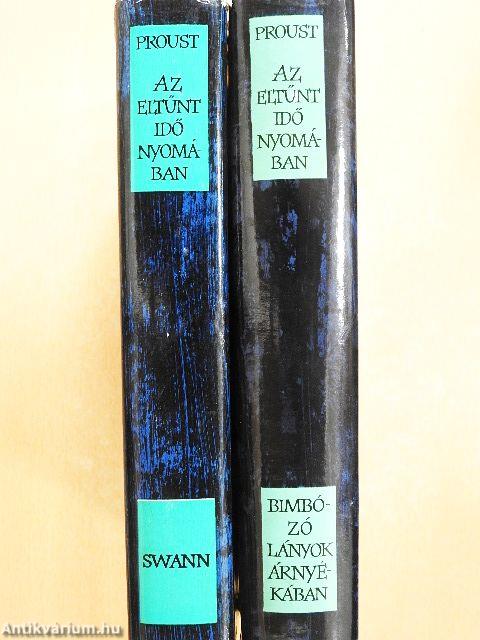 PROUST
AZ
ELTŰNT
IDŐ
NYOMÁ-
BAN
SWANN
PROUST
AZ
ELTŰNT
IDŐ
NYOMÁ-
BAN
BIMBÓ-
ZÓ
LÁNYOK
ÁRNYÉ-
KÁBAN
Antikvárium.hu